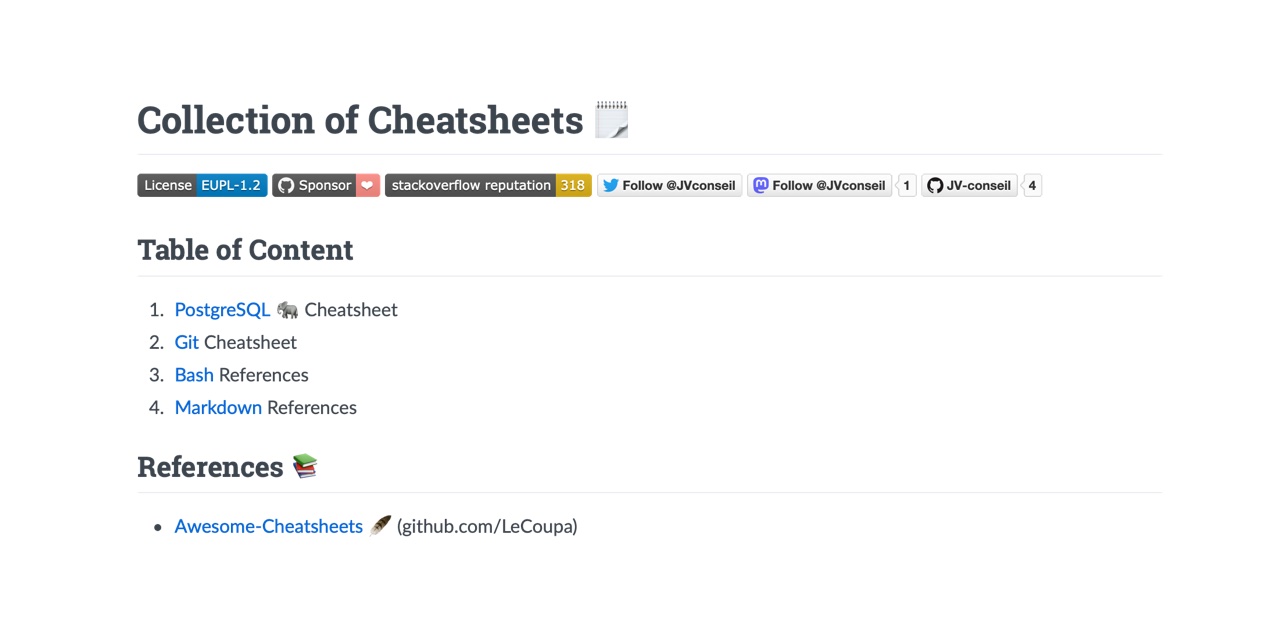 Collection of Cheatsheets 🗒️
License EUPL-1.2 Sponsor ❤ stackoverflow reputation 318 Follow @JVconseil Follow @JVconseil 1 JV-conseil 4
Table of Content
1. PostgreSQL 🐘 Cheatsheet
2. Git Cheatsheet
3. Bash References
4. Markdown References
References 📚
• Awesome-Cheatsheets 🪶 (github.com/LeCoupa)